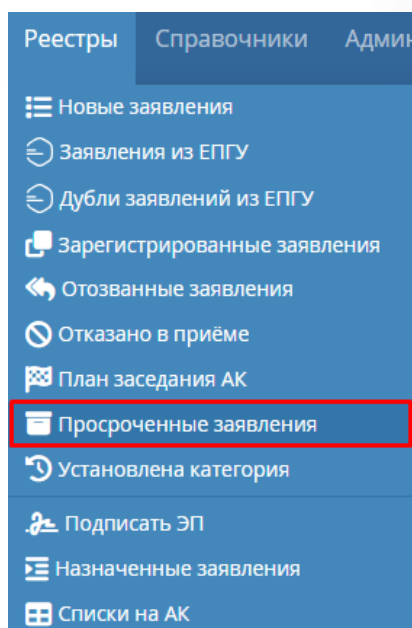 Реестры Справочники Админ
Новые заявления
Заявления из ЕПГУ
Дубли заявлений из ЕПГУ
Зарегистрированные заявления
Отозванные заявления
Отказано в приёме
План заседания АК
Просроченные заявления
Установлена категория
Подписать ЭП
Назначенные заявления
Списки на АК